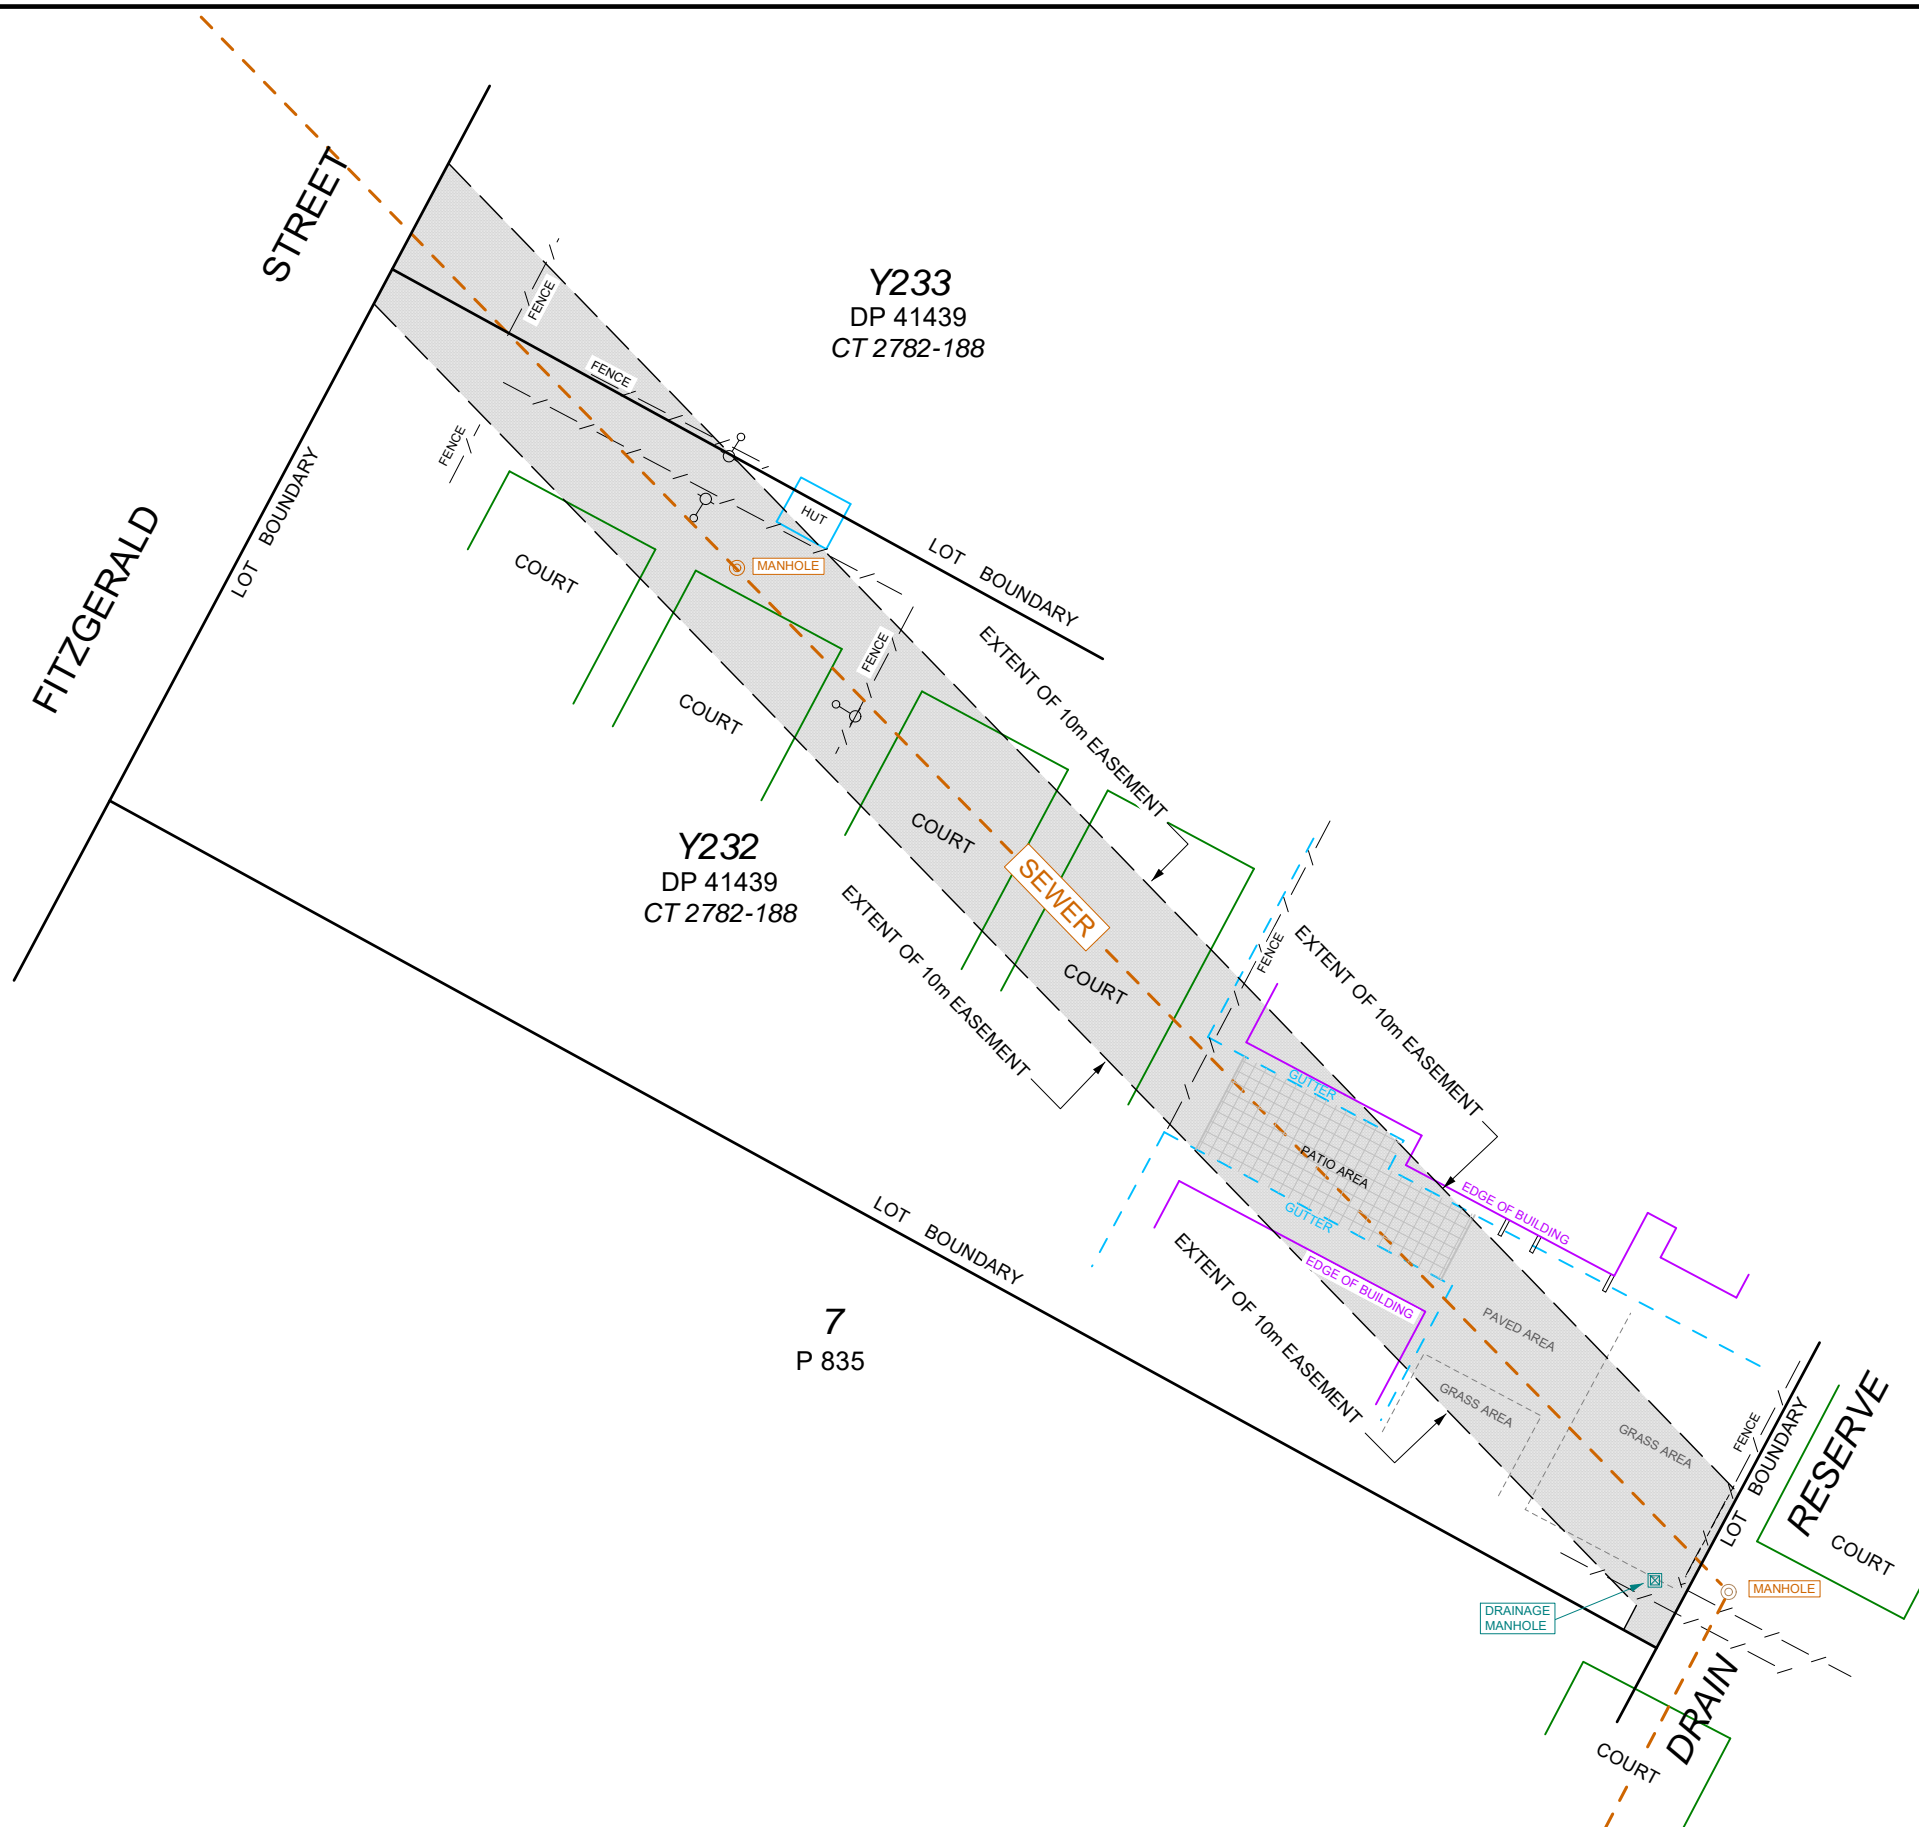 STREET
FITZGERALD
LOT BOUNDARY
FENCE
FENCE
FENCE
Y233
DP 41439
CT 2782-188
HUT
MANHOLE
LOT BOUNDARY
COURT
COURT
FENCE
EXTENT OF 10m EASEMENT
Y232
DP 41439
CT 2782-188
COURT
SEWER
COURT
EXTENT OF 10m EASEMENT
FENCE
EXTENT OF 10m EASEMENT
GUTTER
PATIO AREA
GUTTER
EDGE OF BUILDING
EDGE OF BUILDING
EXTENT OF 10m EASEMENT
LOT BOUNDARY
7
P 835
PAVED AREA
GRASS AREA
GRASS AREA
FENCE
LOT BOUNDARY
RESERVE
COURT
MANHOLE
DRAINAGE
MANHOLE
DRAIN
COURT